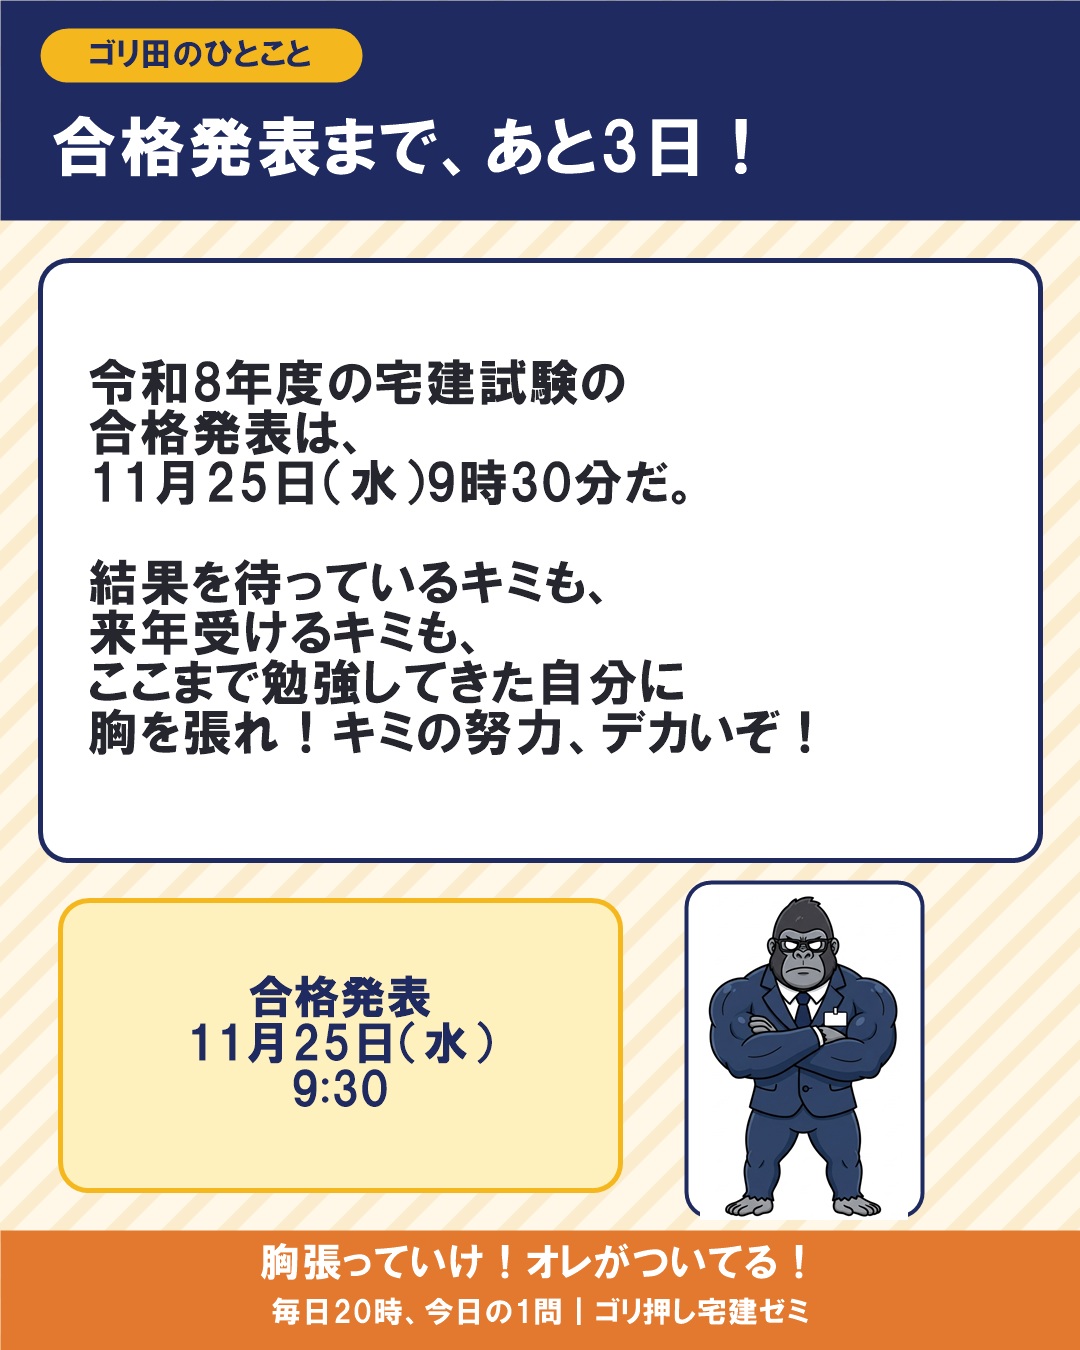 ゴリ田のひとこと
合格発表まで、あと3日！
令和8年度の宅建試験の
合格発表は、
11月25日(水)9時30分だ。
結果を待っているキミも、
来年受けるキミも、
ここまで勉強してきた自分に
胸を張れ！キミの努力、デカいぞ！
合格発表
11月25日(水)
9:30
胸張っていけ！オレがついてる！
毎日20時、今日の1問｜ゴリ押し宅建ゼミ